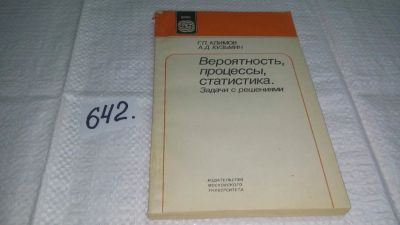 642.
Г.П. КЛИМОВ
А.Д. КУЗЬМИН
Вероятность,
процессы,
статистика.
Задачи с решениями
ИЗДАТЕЛЬСТВО
МОСКОВСКОГО
УНИВЕРСИТЕТА